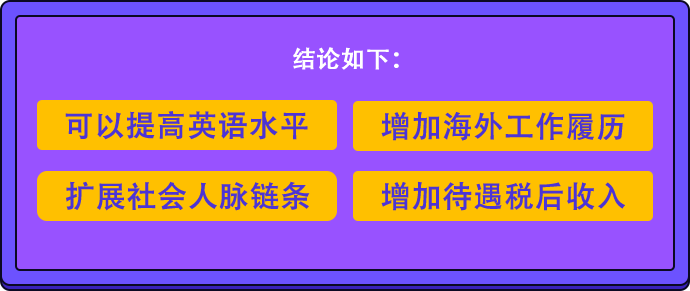 结论如下：
可以提高英语水平
增加海外工作履历
扩展社会人脉链条
增加待遇税后收入